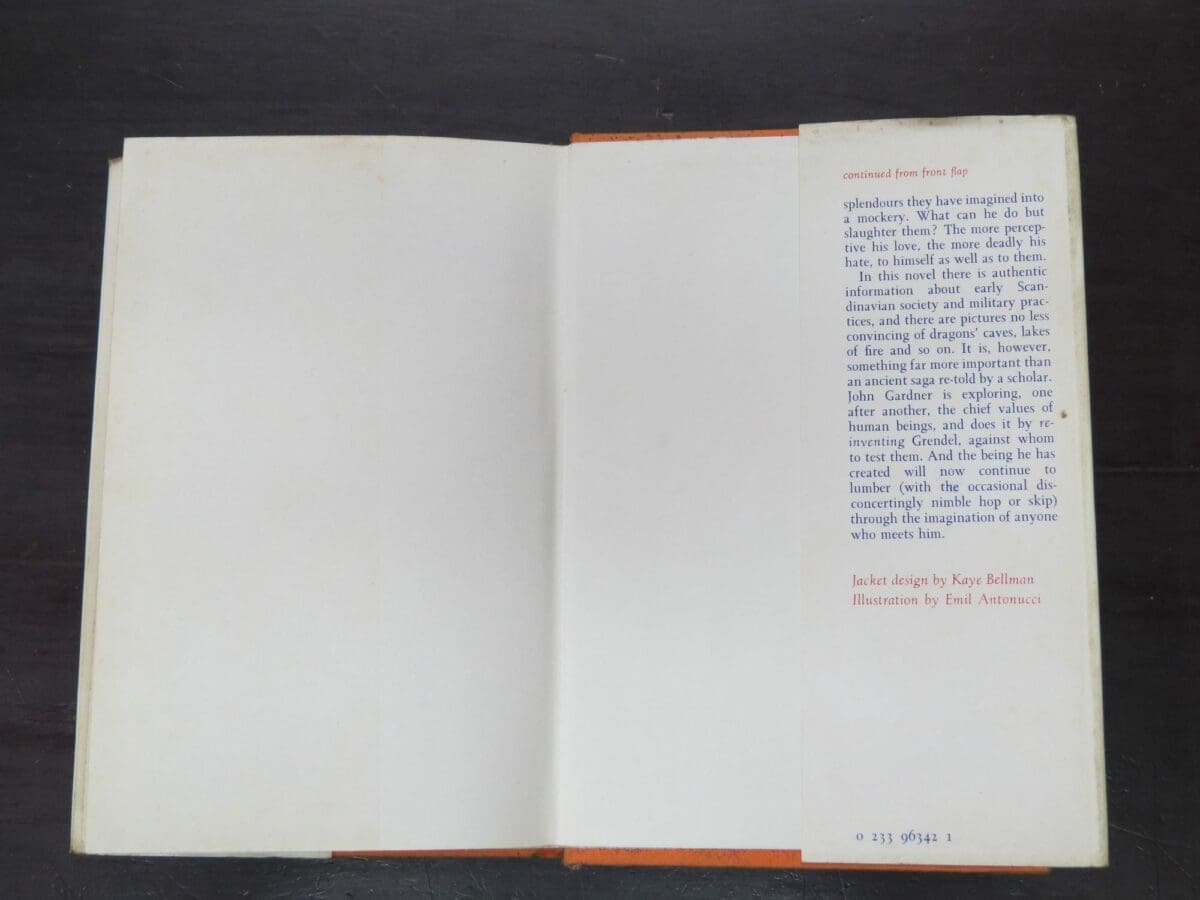 continued from front flap
splendours they have imagined into
a mockery. What can he do but
slaughter them? The more percep-
tive his love, the more deadly his
hate, to himself as well as to them.
In this novel there is authentic
information about early Scan-
dinavian society and military prac-
tices, and there are pictures no less
convincing of dragons' caves, lakes
of fire and so on. It is, however,
something far more important than
an ancient saga re-told by a scholar.
John Gardner is exploring, one
after another, the chief values of
human beings, and does it by re-
inventing Grendel, against whom
to test them. And the being he has
created will now continue to
lumber (with the occasional dis-
concertingly nimble hop or skip)
through the imagination of anyone
who meets him.
Jacket design by Kaye Bellman
Illustration by Emil Antonucci
0 233 96342 1